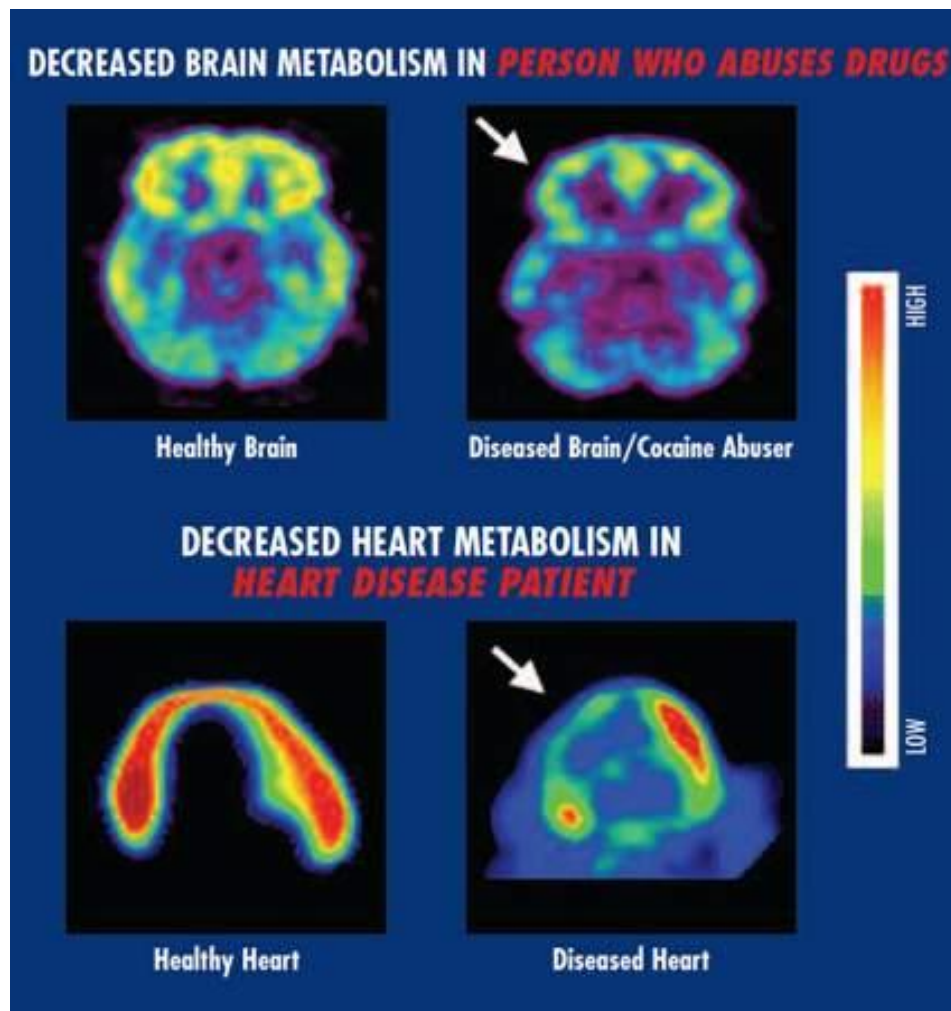 DECREASED BRAIN METABOLISM IN PERSON WHO ABUSES DRUGS
Healthy Brain
Diseased Brain/Cocaine Abuser
HIGH
LOW
DECREASED HEART METABOLISM IN
HEART DISEASE PATIENT
Healthy Heart
Diseased Heart